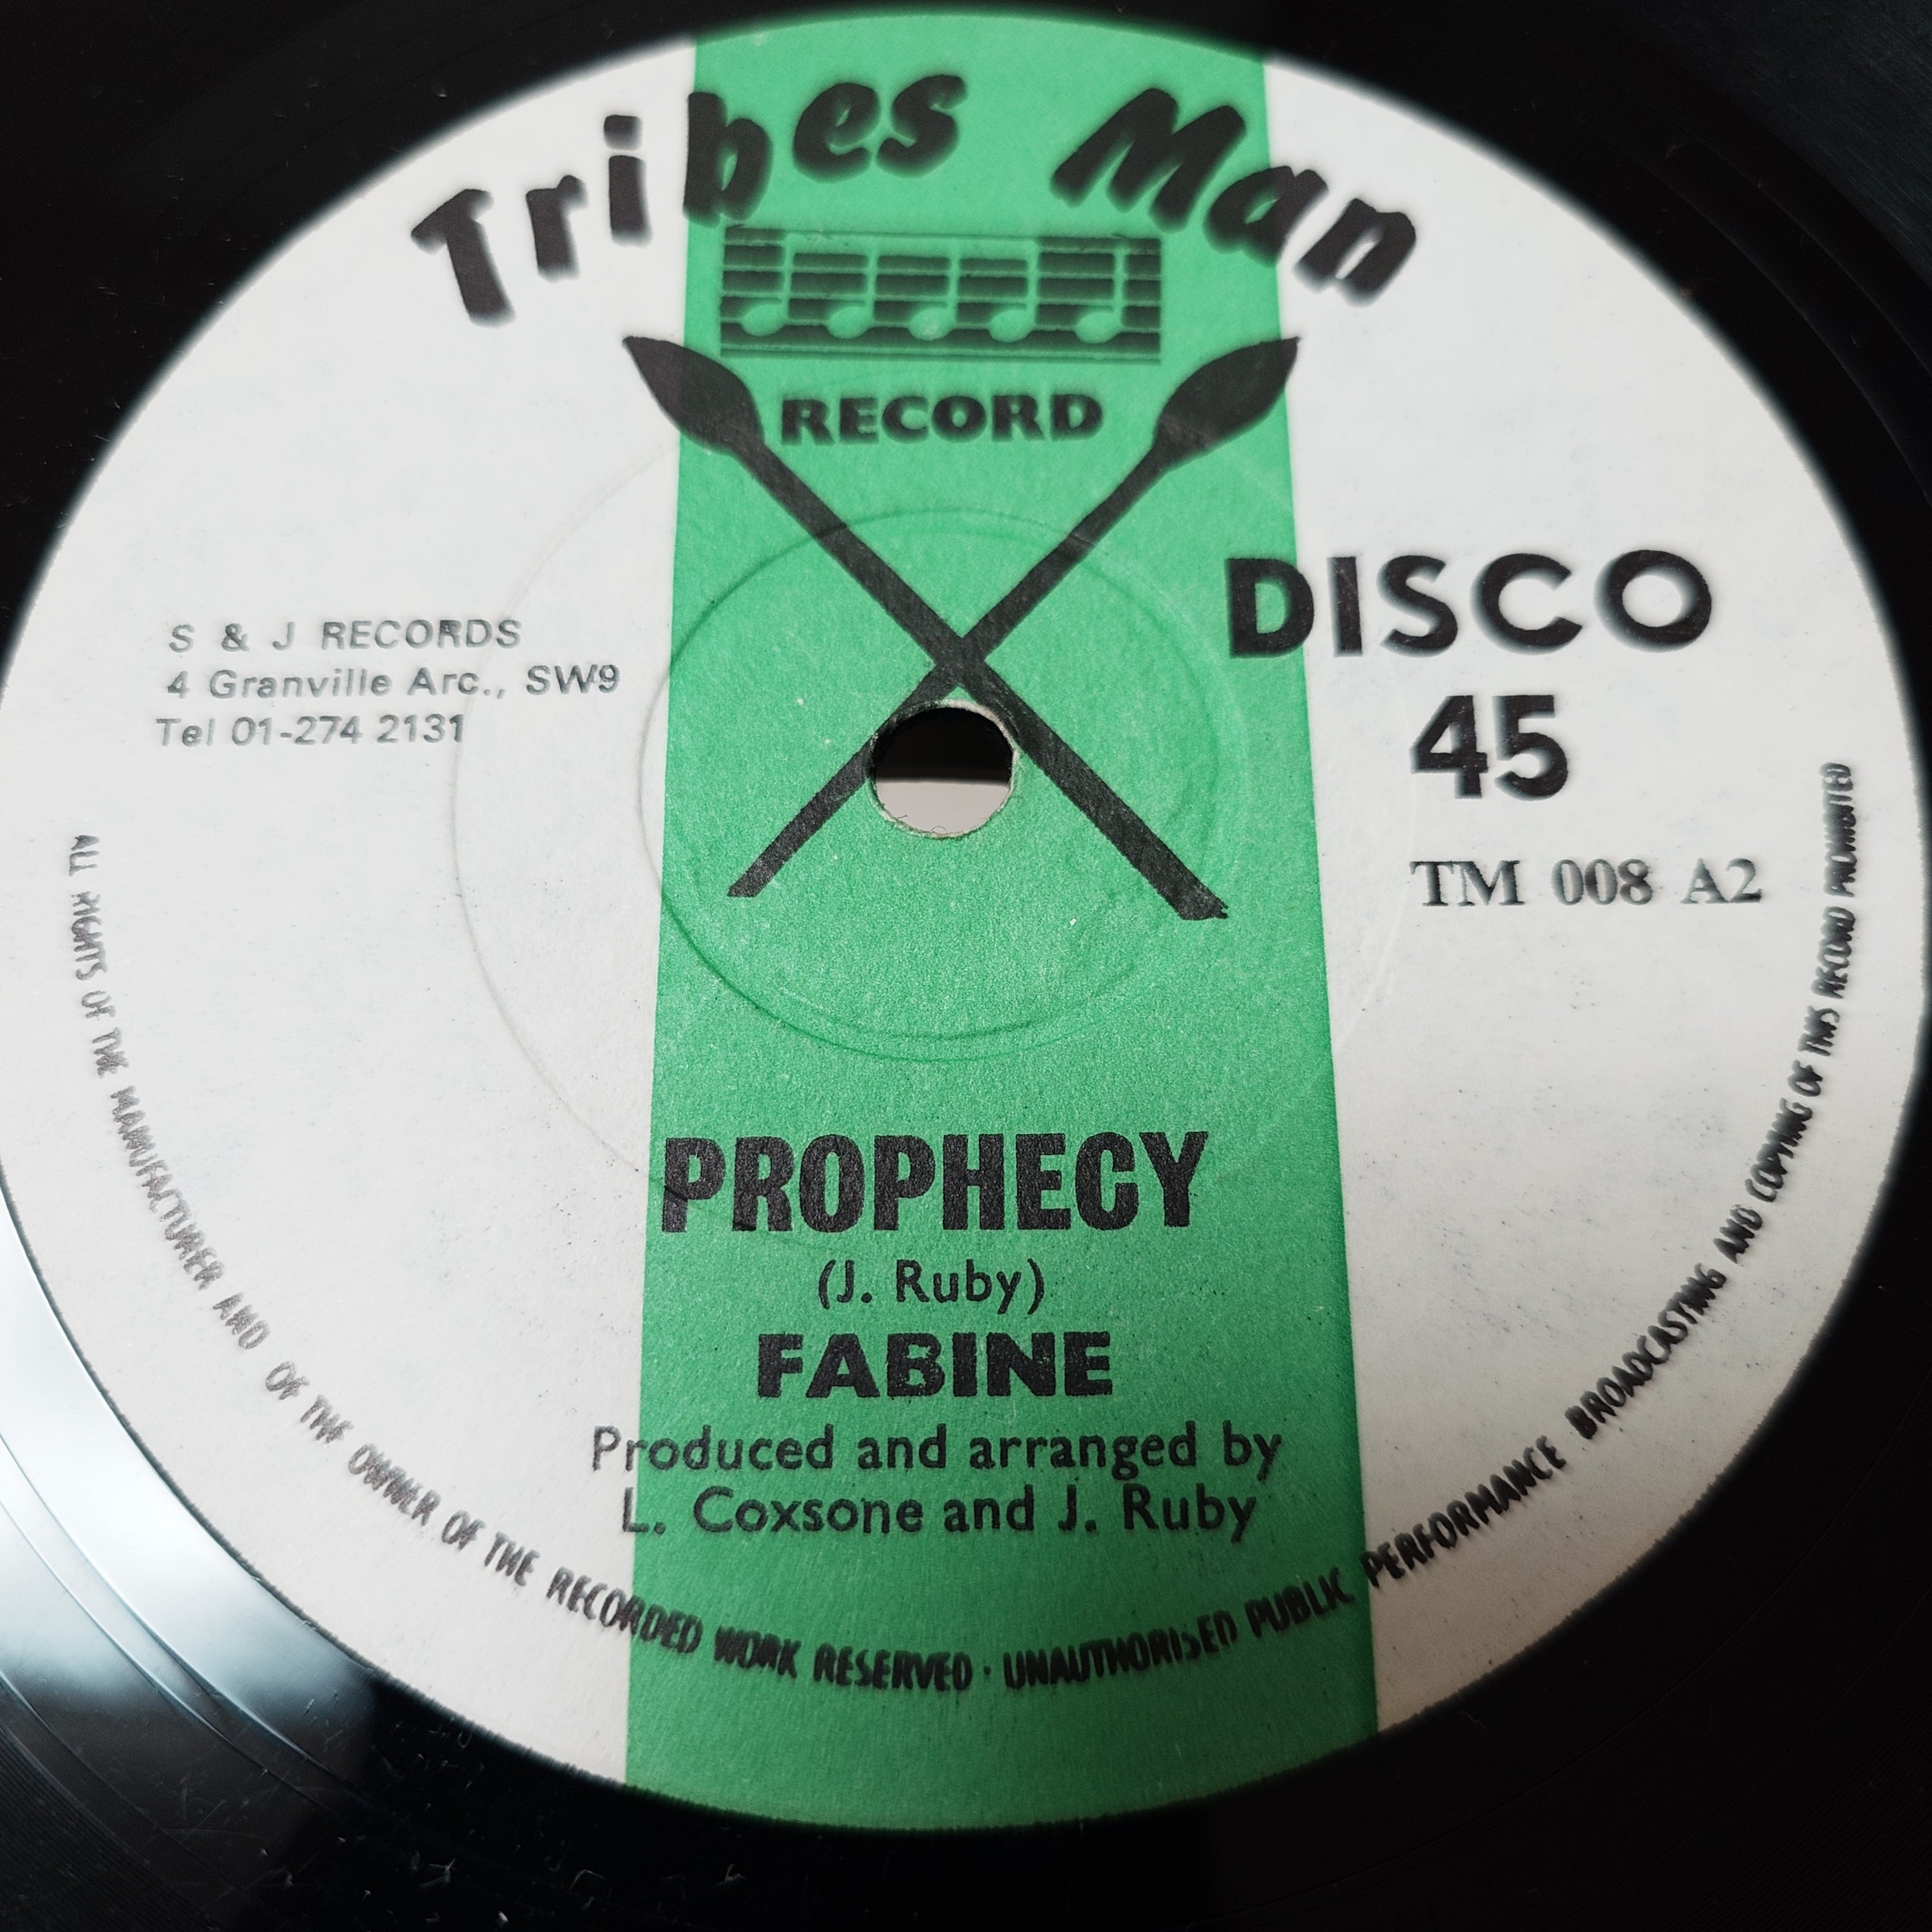 Tribes Man
RECORD
DISCO
45
S & J RECORDS
4 Granville Arc., SW9
Tel 01-274 2131
TM 008 A2
PROPHECY
(J. Ruby)
FABINE
Produced and arranged by
L. Coxsone and J. Ruby
ALL RIGHTS OF THE MANUFACTURER AND OF THE OWNER OF THE RECORDED WORK RESERVED · UNAUTHORISED PUBLIC PERFORMANCE BROADCASTING AND COPYING OF THIS RECORD PROHIBITED